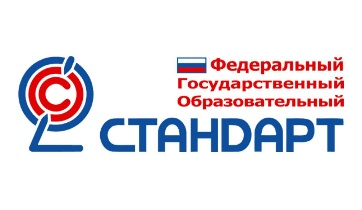 Федеральный
Государственный
Образовательный
С
СТАНДАРТ